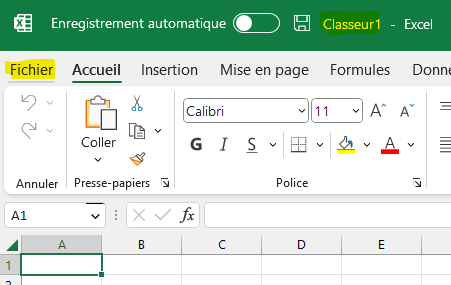 Enregistrement automatique Classeur1 - Excel
Fichier Accueil Insertion Mise en page Formules Donne
Calibri 11
Coller
G I S A
Annuler Presse-papiers Police
A1 fx
A B C D E
1